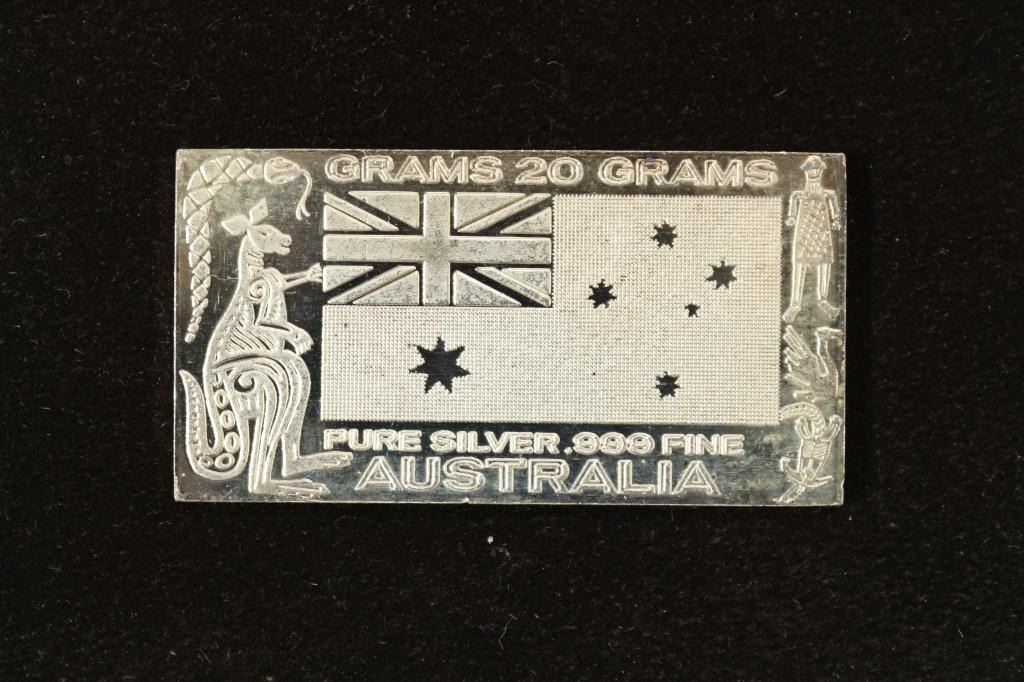 GRAMS 20 GRAMS
PURE SILVER .999 FINE
AUSTRALIA